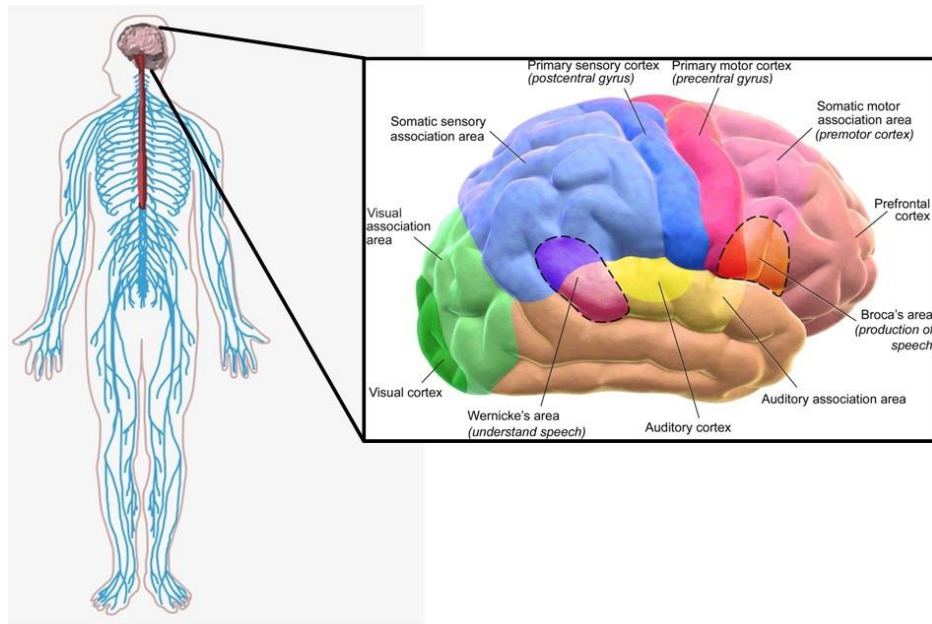 Primary sensory cortex
(postcentral gyrus)
Primary motor cortex
(precentral gyrus)
Somatic motor
association area
(premotor cortex)
Somatic sensory
association area
Prefrontal
cortex
Visual
association
area
Broca's area
(production of
speech)
Visual cortex
Wernicke's area
(understand speech)
Auditory cortex
Auditory association area